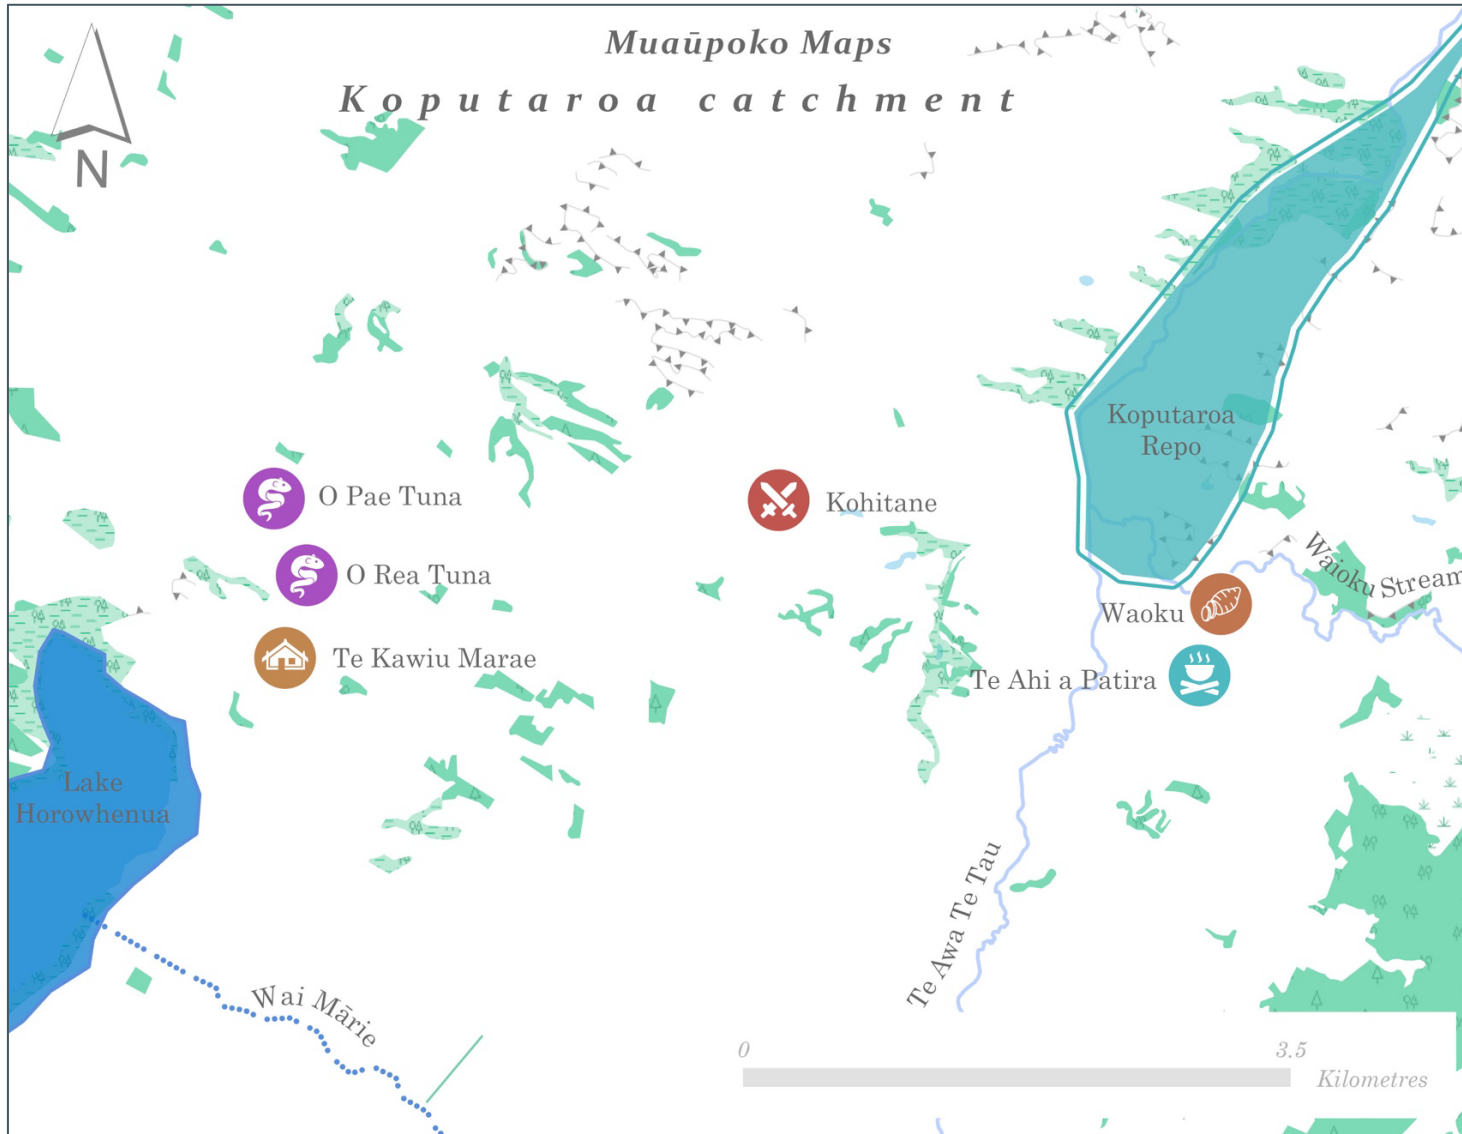 Muaūpoko Maps
Koputaroa catchment
N
Koputaroa
Repo
O Pae Tuna
Kohitane
O Rea Tuna
Waioku Stream
Waoku
Te Kawiu Marae
Te Ahi a Patira
Lake
Horowhenua
Te Awa Te Tau
Wai Mārie
0
3.5
Kilometres